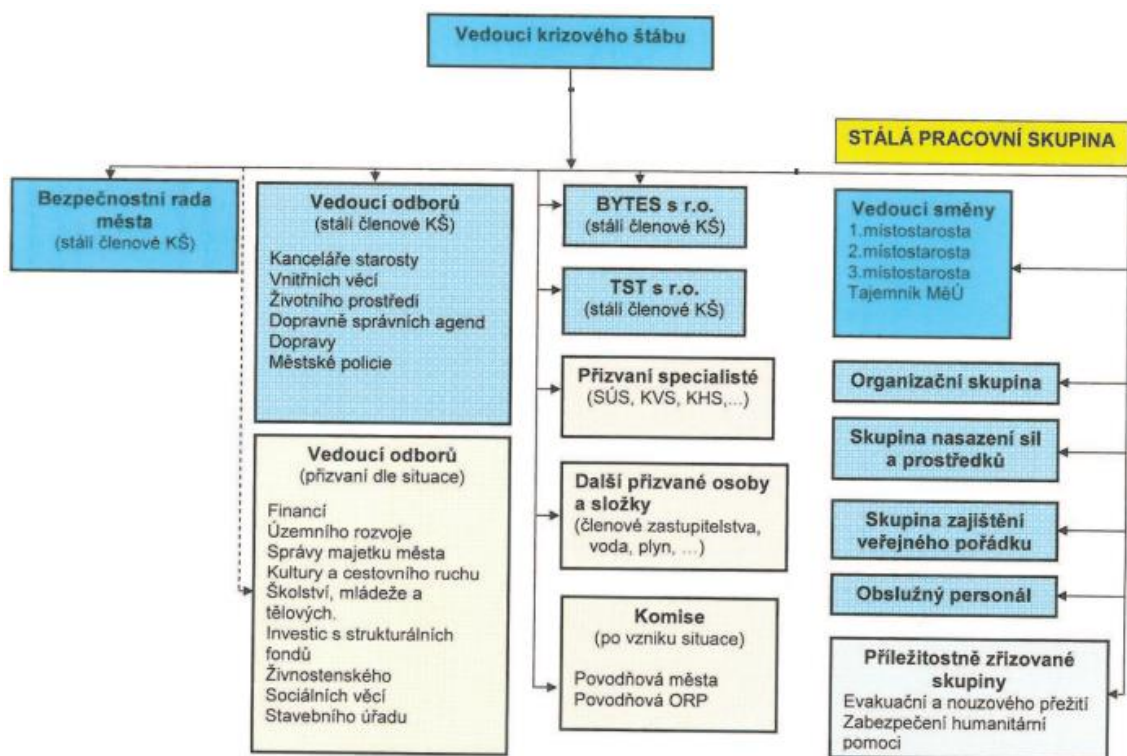 Vedoucí krizového štábu
STÁLÁ PRACOVNÍ SKUPINA
Bezpečnostní rada
města
(stálí členové KŠ)
Vedoucí odborů
(stálí členové KŠ)
Kanceláře starosty
Vnitřních věcí
Životního prostředí
Dopravně správních agend
Dopravy
Městské policie
Vedoucí odborů
(přizvaní dle situace)
Financí
Územního rozvoje
Správy majetku města
Kultury a cestovního ruchu
Školství, mládeže a
tělových.
Investic s strukturálních
fondů
Živnostenského
Sociálních věcí
Stavebního úřadu
BYTES s r.o.
(stálí členové KŠ)
TST s r.o.
(stálí členové KŠ)
Přizvaní specialisté
(SÚS, KVS, KHS,...)
Další přizvané osoby
a složky
(členové zastupitelstva,
voda, plyn, ...)
Komise
(po vzniku situace)
Povodňová města
Povodňová ORP
Vedoucí směny
1.místostarosta
2.místostarosta
3.místostarosta
Tajemník MěÚ
Organizační skupina
Skupina nasazení sil
a prostředků
Skupina zajištění
veřejného pořádku
Obslužný personál
Příležitostně zřizované
skupiny
Evakuační a nouzového přežití
Zabezpečení humanitární
pomoci